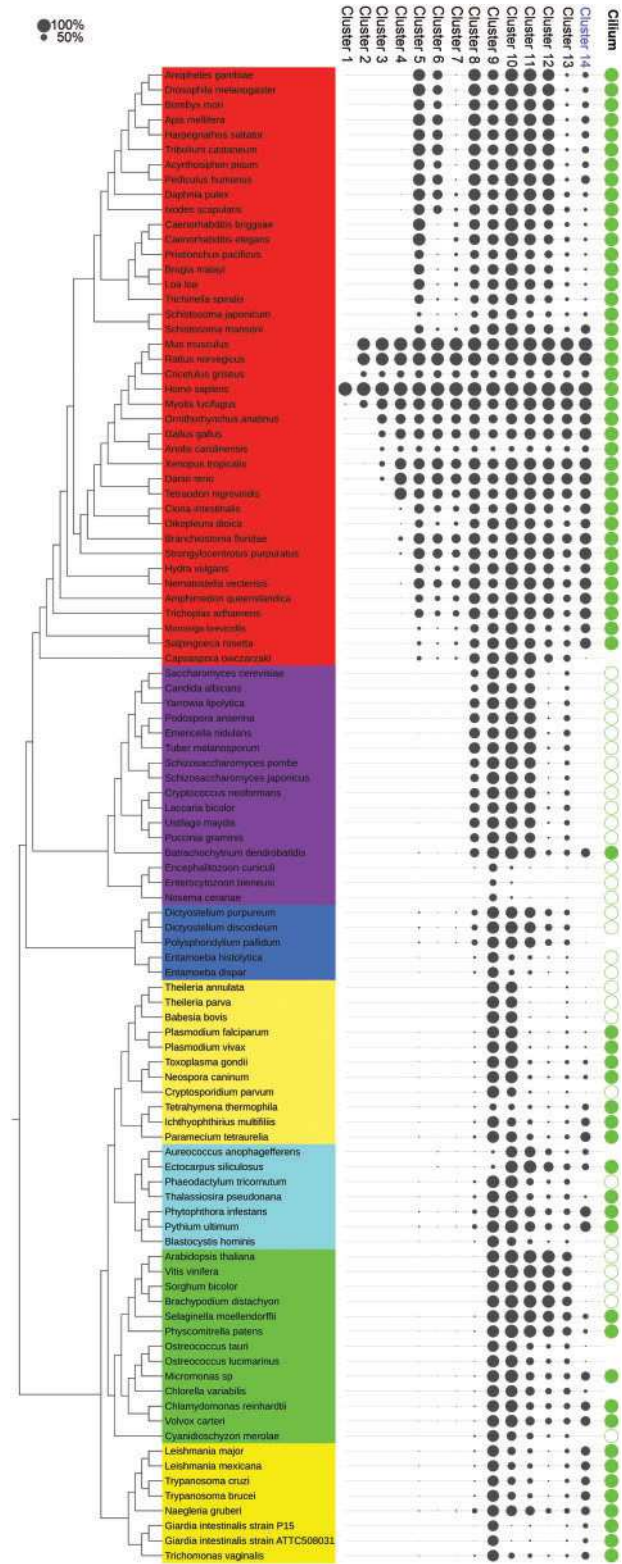 100%
50%
Cluster 1
Cluster 2
Cluster 3
Cluster 4
Cluster 5
Cluster 6
Cluster 7
Cluster 8
Cluster 9
Cluster 10
Cluster 11
Cluster 12
Cluster 13
Cluster 14
Cilium
Anopheles gambiae
Drosophila melanogaster
Bombyx mori
Apis mellifera
Harpegnathos saltator
Tribolium castaneum
Acyrthosiphon pisum
Pediculus humanus
Daphnia pulex
Ixodes scapularis
Caenorhabditis briggsae
Caenorhabditis elegans
Pristionchus pacificus
Brugia malayi
Loa loa
Trichinella spiralis
Schistosoma japonicum
Schistosoma mansoni
Mus musculus
Rattus norvegicus
Cricetulus griseus
Homo sapiens
Myotis lucifugus
Ornithorhynchus anatinus
Gallus gallus
Anolis carolinensis
Xenopus tropicalis
Danio rerio
Tetraodon nigroviridis
Ciona intestinalis
Oikopleura dioica
Branchiostoma floridae
Strongylocentrotus purpuratus
Hydra vulgaris
Nematostella vectensis
Amphimedon queenslandica
Trichoplax adhaerens
Monosiga brevicollis
Salpingoeca rosetta
Capsaspora owczarzaki
Saccharomyces cerevisiae
Candida albicans
Yarrowia lipolytica
Podospora anserina
Emericella nidulans
Tuber melanosporum
Schizosaccharomyces pombe
Schizosaccharomyces japonicus
Cryptococcus neoformans
Laccaria bicolor
Ustilago maydis
Puccinia graminis
Batrachochytrium dendrobatidis
Encephalitozoon cuniculi
Enterocytozoon bieneusi
Nosema ceranae
Dictyostelium purpureum
Dictyostelium discoideum
Polysphondylium pallidum
Entamoeba histolytica
Entamoeba dispar
Theileria annulata
Theileria parva
Babesia bovis
Plasmodium falciparum
Plasmodium vivax
Toxoplasma gondii
Neospora caninum
Cryptosporidium parvum
Tetrahymena thermophila
Ichthyophthirius multifiliis
Paramecium tetraurelia
Aureococcus anophagefferens
Ectocarpus siliculosus
Phaeodactylum tricornutum
Thalassiosira pseudonana
Phytophthora infestans
Pythium ultimum
Blastocystis hominis
Arabidopsis thaliana
Vitis vinifera
Sorghum bicolor
Brachypodium distachyon
Selaginella moellendorffii
Physcomitrella patens
Ostreococcus tauri
Ostreococcus lucimarinus
Micromonas sp
Chlorella variabilis
Chlamydomonas reinhardtii
Volvox carteri
Cyanidioschyzon merolae
Leishmania major
Leishmania mexicana
Trypanosoma cruzi
Trypanosoma brucei
Naegleria gruberi
Giardia intestinalis strain P15
Giardia intestinalis strain ATTC508031
Trichomonas vaginalis